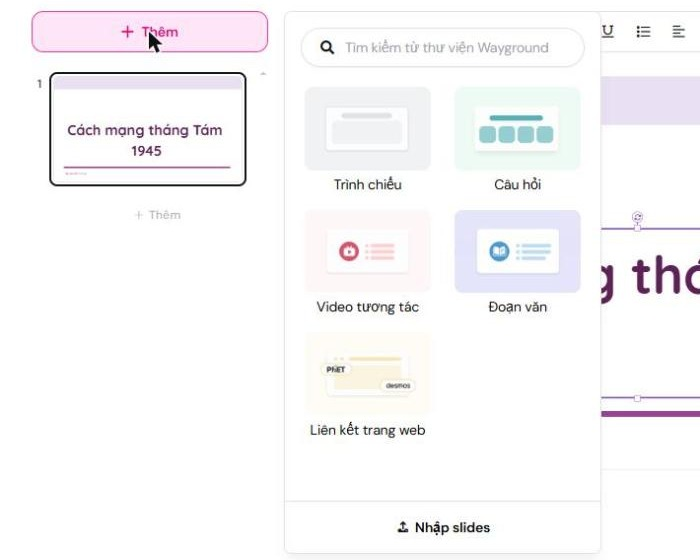 + Thêm
1
Cách mạng tháng Tám
1945
+ Thêm
Tìm kiếm từ thư viện Wayground
Trình chiếu
Câu hỏi
Video tương tác
Đoạn văn
PhET
desmos
Liên kết trang web
Nhập slides
U
g thá